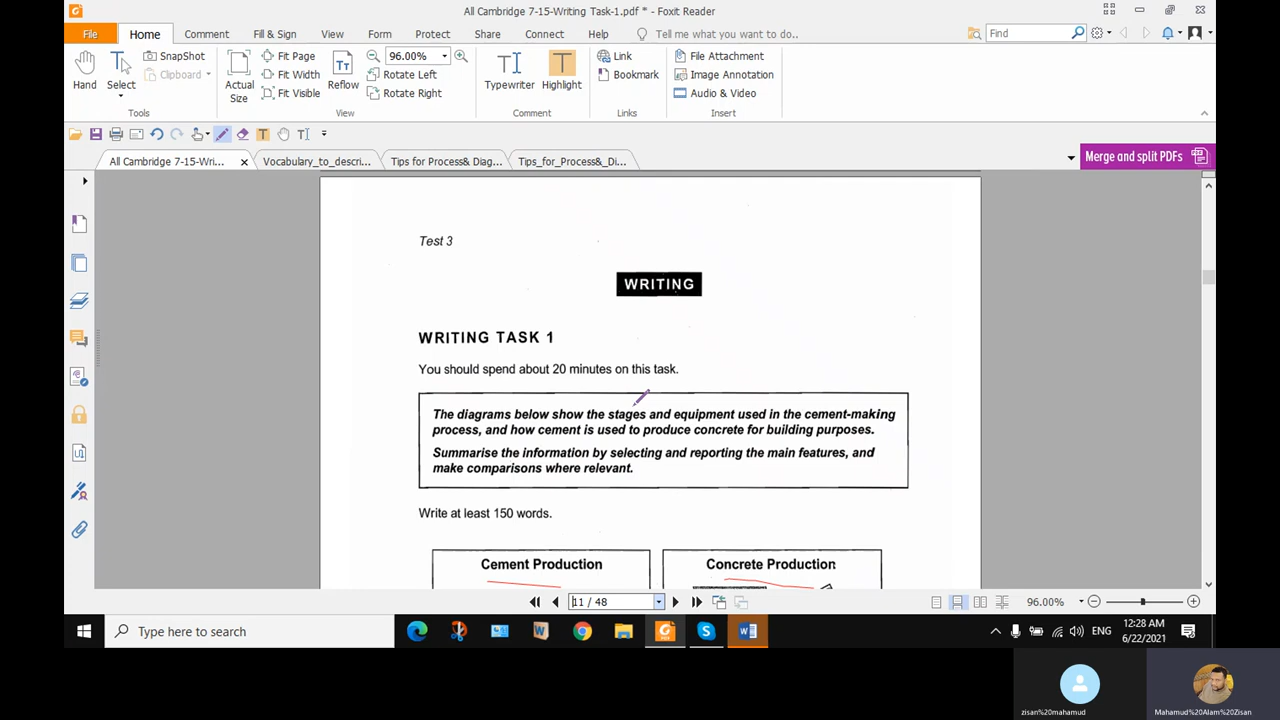 All Cambridge 7-15-Writing Task-1.pdf * - Foxit Reader
File Home Comment Fill & Sign View Form Protect Share Connect Help Tell me what you want to do.. Find
SnapShot
Clipboard
Hand Select
Tools
Actual Size
Fit Page
Fit Width
Fit Visible
Reflow
96.00%
Rotate Left
Rotate Right
View
Typewriter Highlight
Comment
Link
Bookmark
Links
File Attachment
Image Annotation
Audio & Video
Insert
All Cambridge 7-15-Wri... Vocabulary_to_descri... Tips for Process& Diag... Tips_for_Process&_Di...
Merge and split PDFs
Test 3
WRITING
WRITING TASK 1
You should spend about 20 minutes on this task.
The diagrams below show the stages and equipment used in the cement-making
process, and how cement is used to produce concrete for building purposes.
Summarise the information by selecting and reporting the main features, and
make comparisons where relevant.
Write at least 150 words.
Cement Production Concrete Production
11 / 48 96.00%
Type here to search ENG 12:28 AM
6/22/2021
zisan%20mahamud Mahamud%20Alam%20Zisan